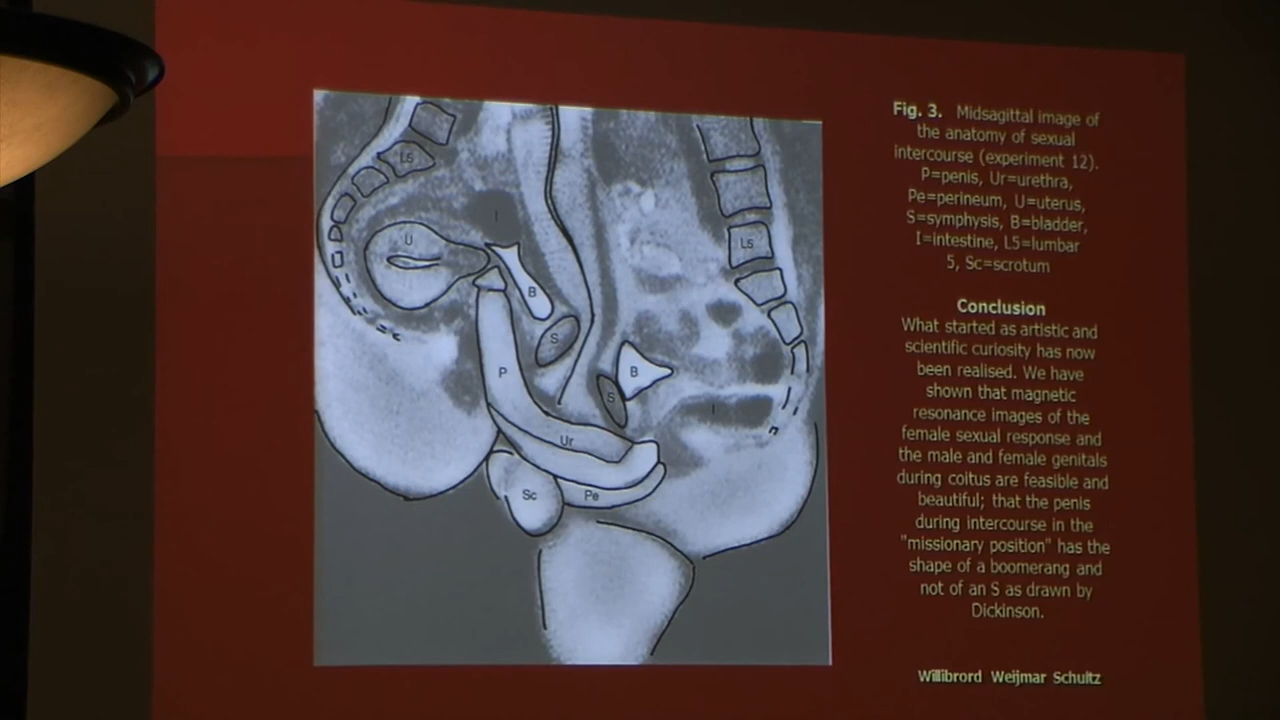 Fig. 3. Midsagittal image of
the anatomy of sexual
intercourse (experiment 12).
P=penis, Ur=urethra,
Pe=perineum, U=uterus,
S=symphysis, B=bladder,
I=intestine, L5=lumbar
5, Sc=scrotum
Conclusion
What started as artistic and
scientific curiosity has now
been realised. We have
shown that magnetic
resonance images of the
female sexual response and
the male and female genitals
during coitus are feasible and
beautiful; that the penis
during intercourse in the
"missionary position" has the
shape of a boomerang and
not of an S as drawn by
Dickinson.
Willibrord Weijmar Schultz
L5
I
U
L5
B
S
P
B
S
I
Ur
Sc
Pe